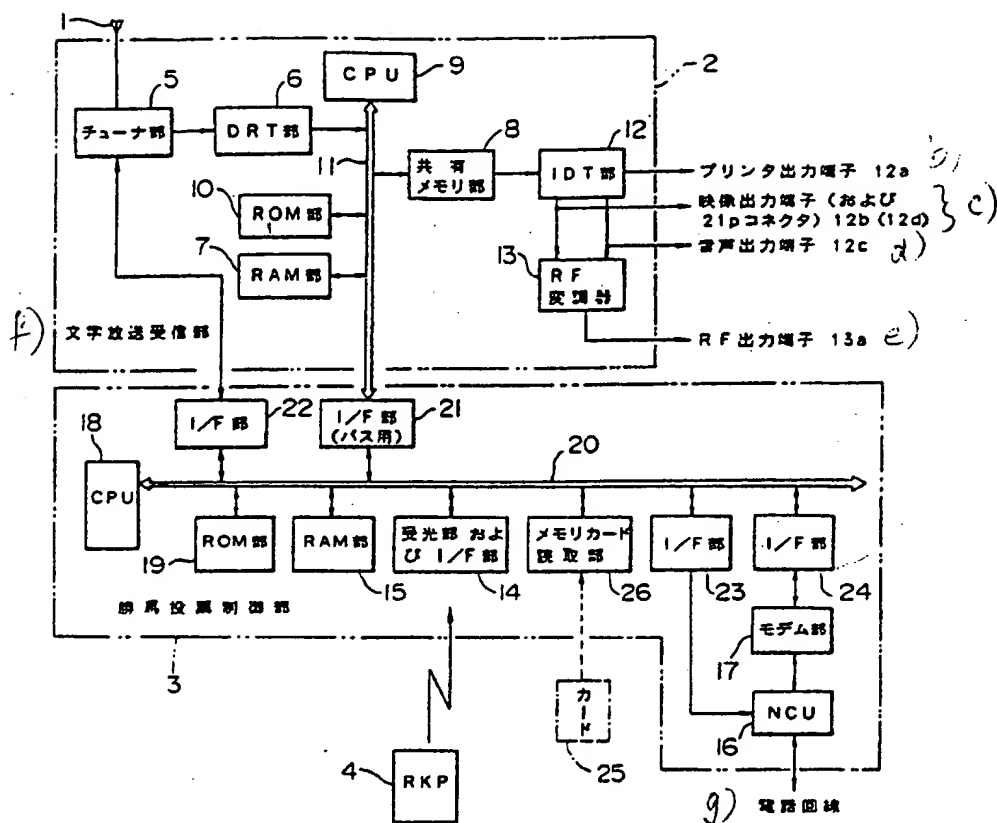 1
CPU
9
2
5
6
チューナ部
DRT部
11
8
12
共有
メモリ部
IDT部
プリンタ出力端子 12a
b)
映像出力端子 (および
21pコネクタ) 12b (12d)
c)
音声出力端子 12c
d)
10
ROM部
7
RAM部
13
RF
変調器
RF出力端子 13a
e)
f)
文字放送受信部
22
I/F部
21
I/F部
(バス用)
18
CPU
20
ROM部
19
RAM部
15
受光部 およ
び I/F部
14
メモリカード
読取部
26
I/F部
23
I/F部
24
勝馬投票制御部
3
モデム部
17
カード
25
NCU
16
4
RKP
g)
電話回線